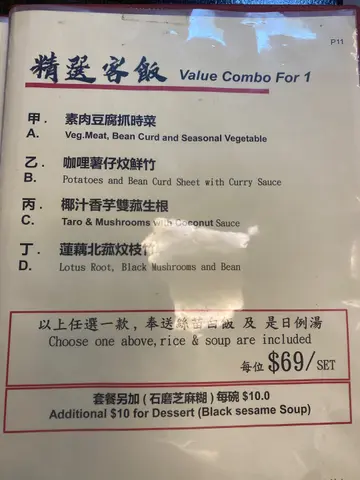 P11
精選客飯 Value Combo For 1
甲. 素肉豆腐抓時菜
A. Veg.Meat, Bean Curd and Seasonal Vegetable
乙. 咖哩薯仔炆鮮竹
B. Potatoes and Bean Curd Sheet with Curry Sauce
丙. 椰汁香芋雙菰生根
C. Taro & Mushrooms with Coconut Sauce
丁. 蓮藕北菰炆枝竹
D. Lotus Root, Black Mushrooms and Bean
以上任選一款, 奉送絲苗白飯 及 是日例湯
Choose one above,rice & soup are included
每位 $69/SET
套餐另加 ( 石磨芝麻糊 ) 每碗 $10.0
Additional $10 for Dessert (Black sesame Soup)